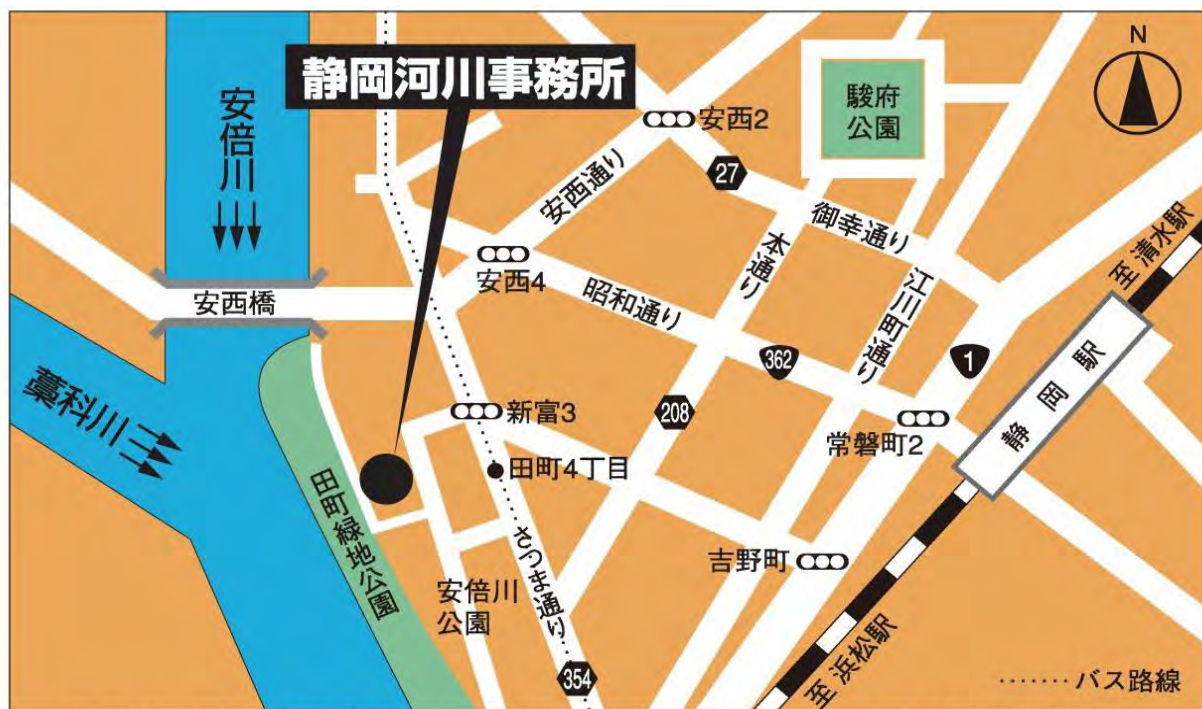 静岡河川事務所
N
安倍川
安西2
駿府
公園
27
安西通り
御幸通り
本通り
至 清水駅
安西4
安西橋
昭和通り
江川町通り
362
1
静岡駅
藁科川
新富3
208
常磐町2
田町4丁目
田町緑地公園
さつま通り
吉野町
安倍川
公園
354
至 浜松駅
バス路線